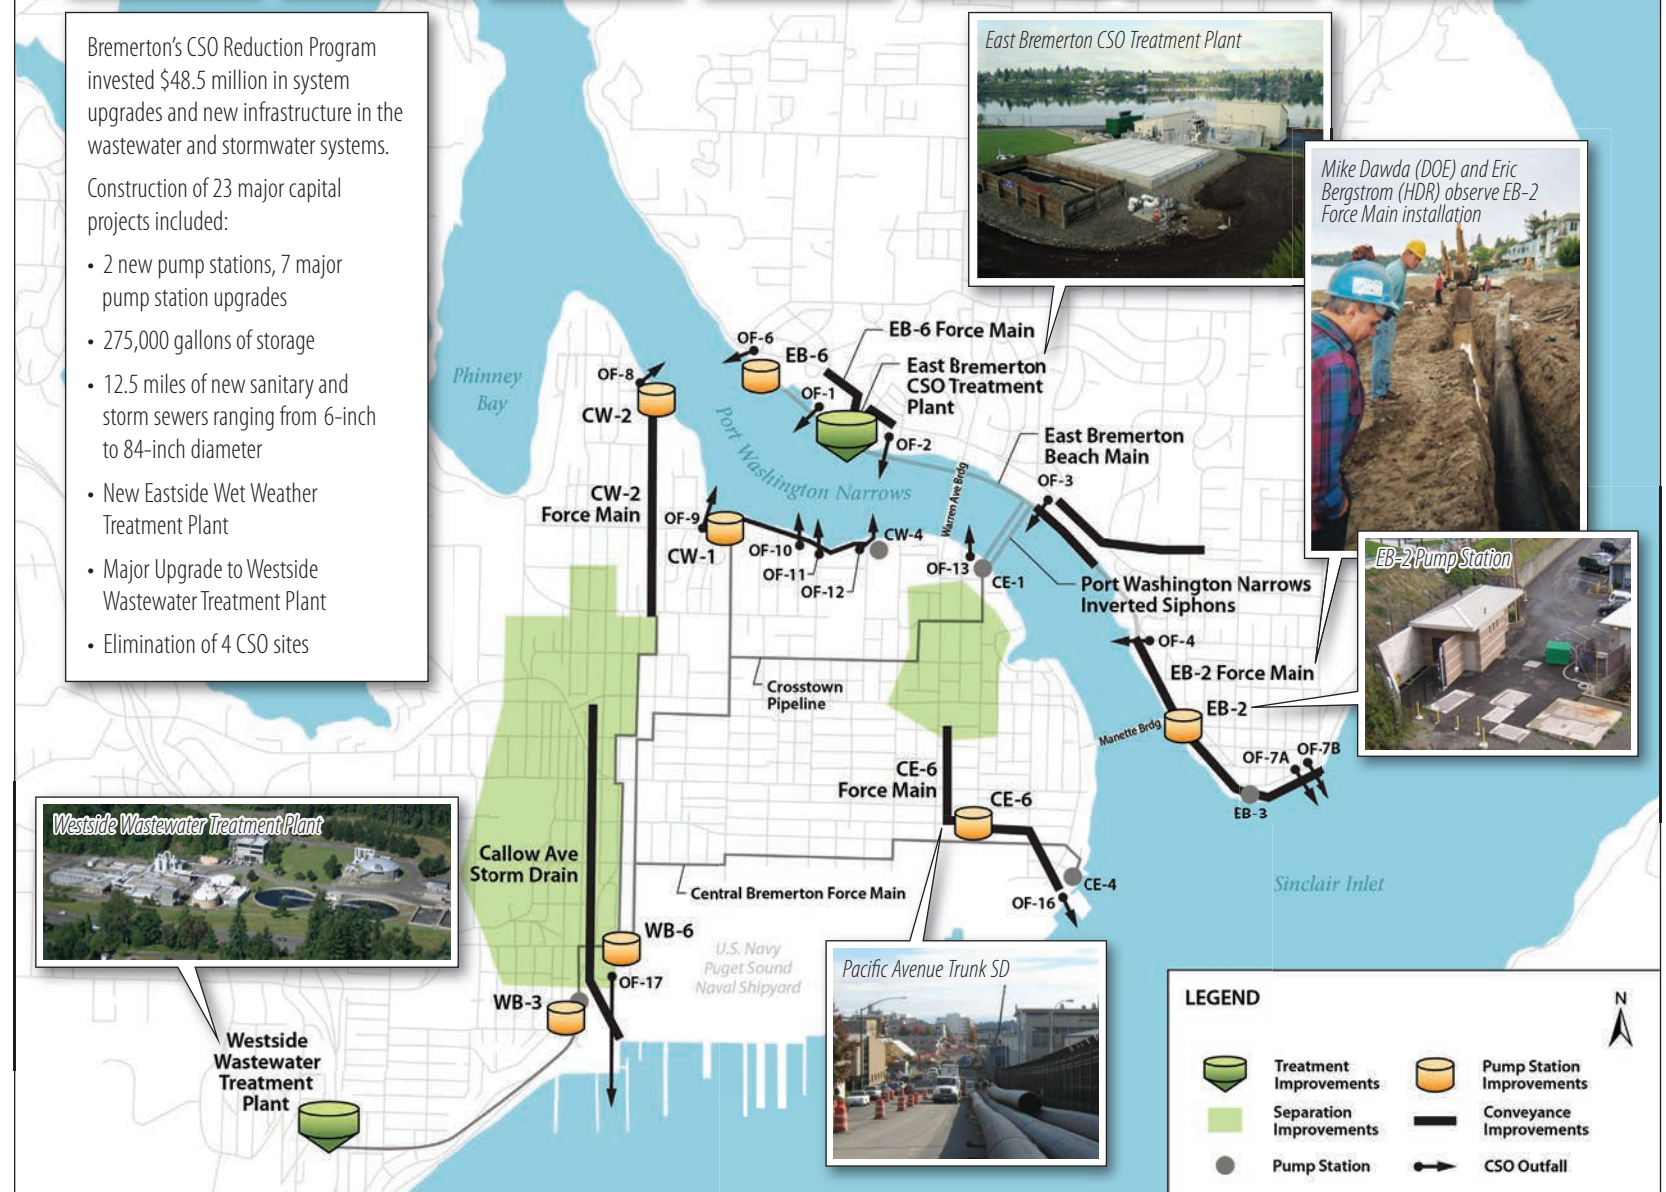 Bremerton's CSO Reduction Program
invested $48.5 million in system
upgrades and new infrastructure in the
wastewater and stormwater systems.
Construction of 23 major capital
projects included:
• 2 new pump stations, 7 major
pump station upgrades
• 275,000 gallons of storage
• 12.5 miles of new sanitary and
storm sewers ranging from 6-inch
to 84-inch diameter
• New Eastside Wet Weather
Treatment Plant
• Major Upgrade to Westside
Wastewater Treatment Plant
• Elimination of 4 CSO sites
East Bremerton CSO Treatment Plant
Mike Dawda (DOE) and Eric
Bergstrom (HDR) observe EB-2
Force Main installation
EB-2 Pump Station
Phinney
Bay
OF-8
CW-2
OF-6
EB-6
EB-6 Force Main
OF-1
East Bremerton
CSO Treatment
Plant
OF-2
Port Washington Narrows
East Bremerton
Beach Main
OF-3
Warren Ave Brdg
CW-2
Force Main
OF-9
CW-1
OF-10
OF-11
OF-12
CW-4
OF-13
CE-1
Port Washington Narrows
Inverted Siphons
OF-4
EB-2 Force Main
EB-2
Manette Brdg
OF-7A
OF-7B
EB-3
Crosstown
Pipeline
CE-6
Force Main
CE-6
Callow Ave
Storm Drain
Central Bremerton Force Main
CE-4
OF-16
Sinclair Inlet
WB-6
OF-17
WB-3
U.S. Navy
Puget Sound
Naval Shipyard
Westside Wastewater Treatment Plant
Westside
Wastewater
Treatment
Plant
Pacific Avenue Trunk SD
LEGEND
N
Treatment
Improvements
Pump Station
Improvements
Separation
Improvements
Conveyance
Improvements
Pump Station
CSO Outfall